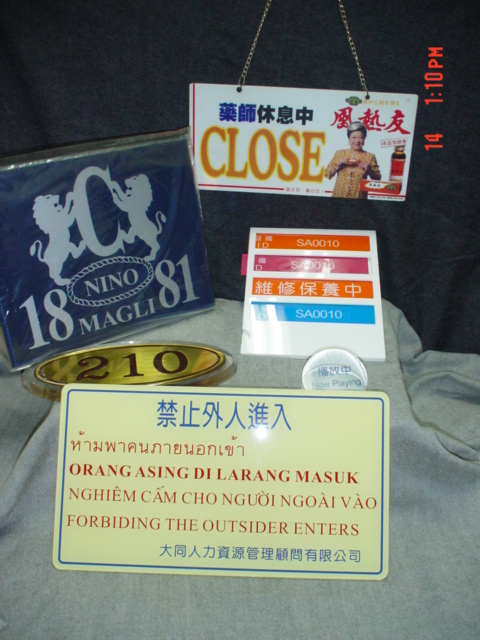 14 1:10PM
藥師休息中
CLOSE
風熱友
C
NINO
MAGLI
18 81
設備
ID SA0010
SA0010
維修保養中
SA0010
播放中
Now Playing
210
禁止外人進入
ห้ามพาคนภายนอกเข้า
ORANG ASING DI LARANG MASUK
NGHIÊM CẤM CHO NGƯỜI NGOÀI VÀO
FORBIDING THE OUTSIDER ENTERS
大同人力資源管理顧問有限公司